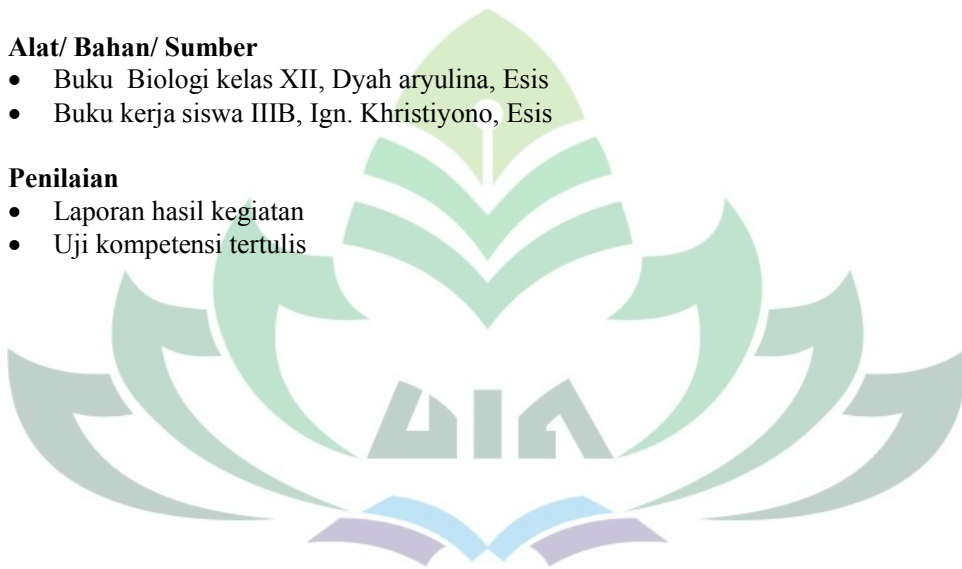 Alat/ Bahan/ Sumber
• Buku Biologi kelas XII, Dyah aryulina, Esis
• Buku kerja siswa IIIB, Ign. Khristiyono, Esis
Penilaian
• Laporan hasil kegiatan
• Uji kompetensi tertulis
UIN